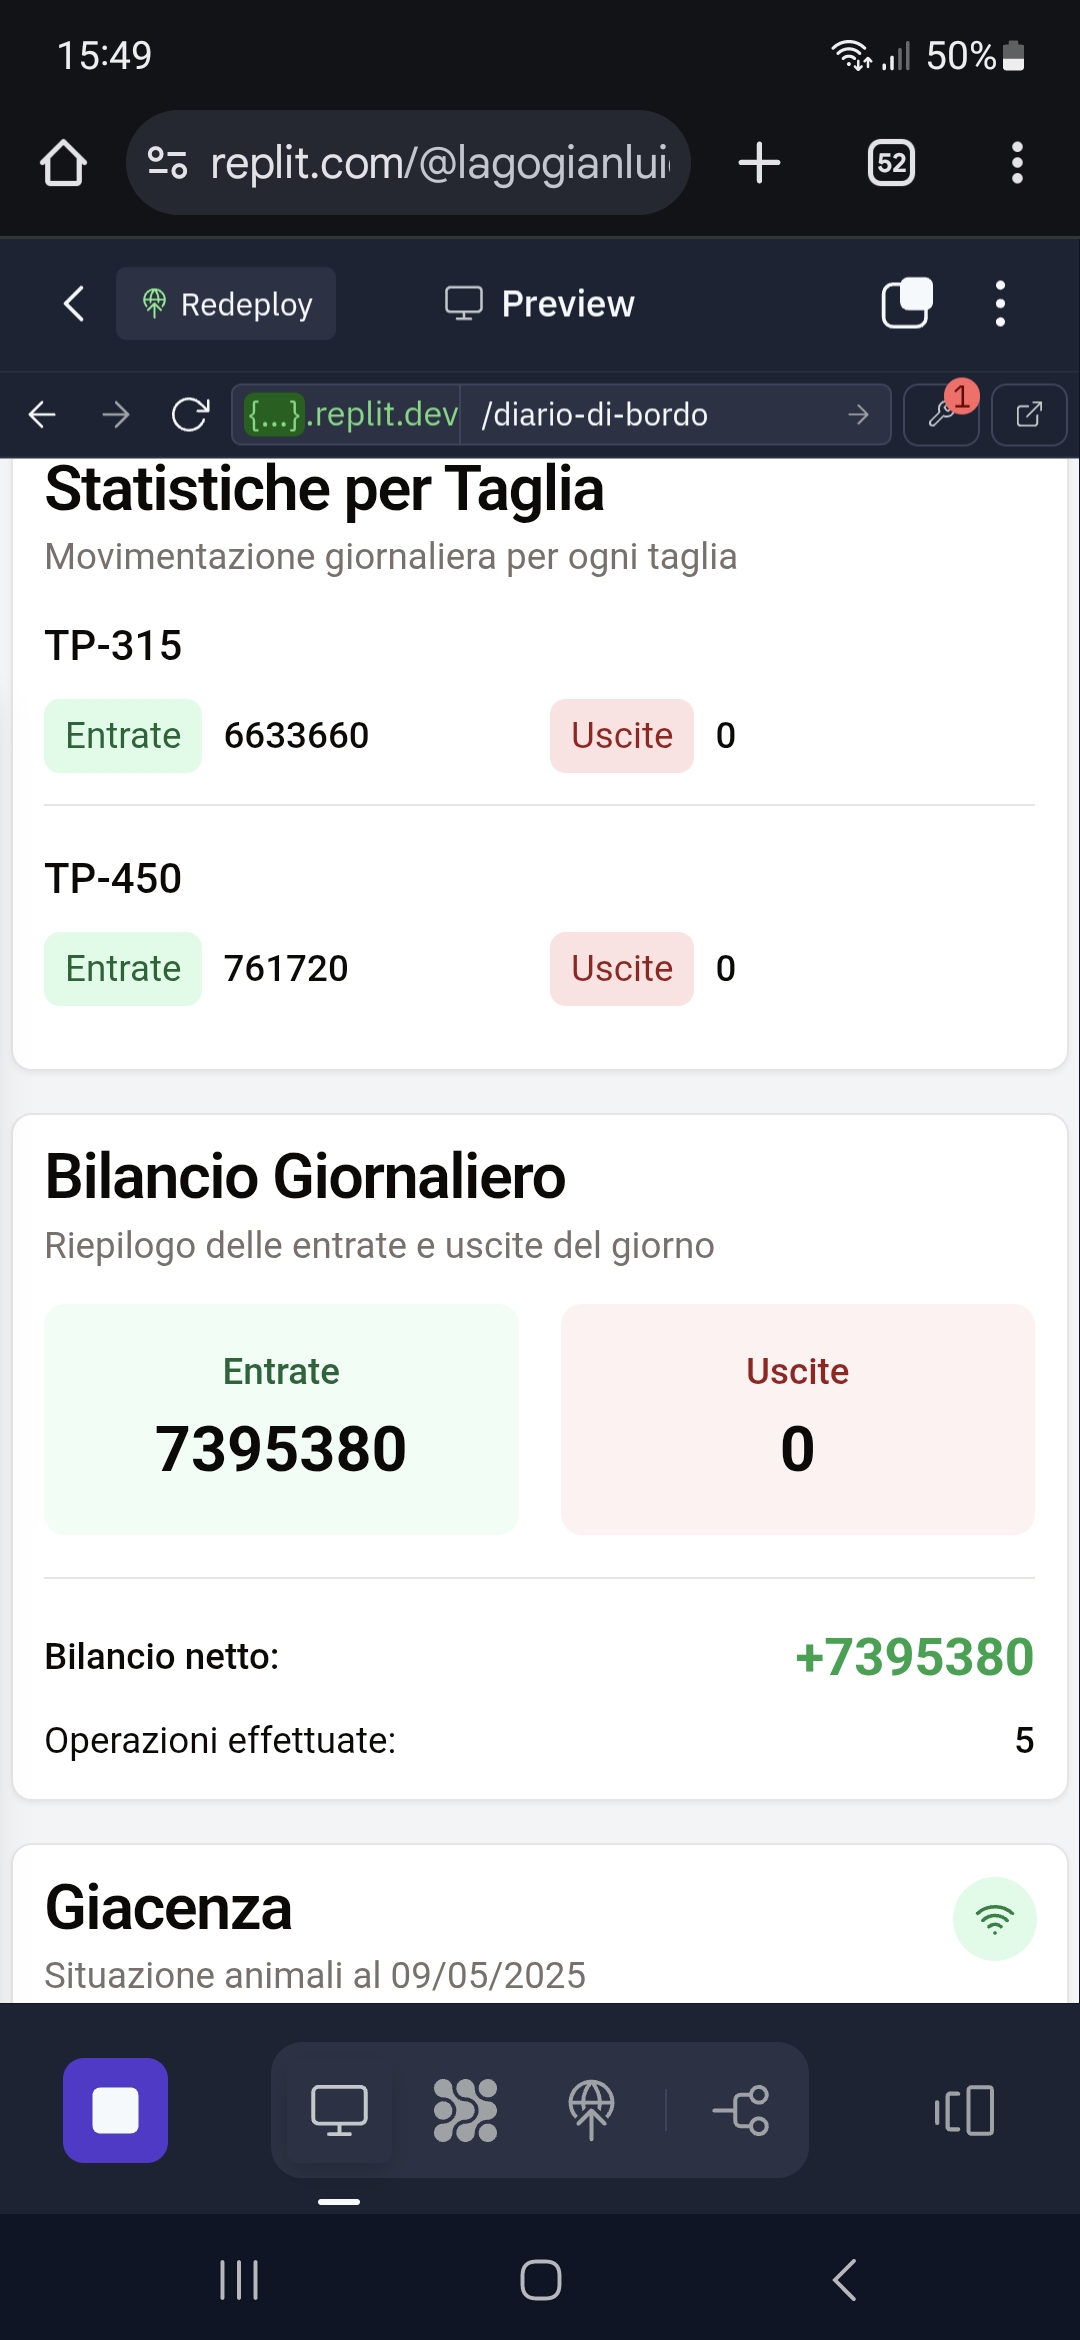 15:49
50%
replit.com/@lagogianlui
52
Redeploy
Preview
1
{...}.replit.dev
/diario-di-bordo
Statistiche per Taglia
Movimentazione giornaliera per ogni taglia
TP-315
Entrate 6633660 Uscite 0
TP-450
Entrate 761720 Uscite 0
Bilancio Giornaliero
Riepilogo delle entrate e uscite del giorno
Entrate
7395380
Uscite
0
Bilancio netto: +7395380
Operazioni effettuate: 5
Giacenza
Situazione animali al 09/05/2025